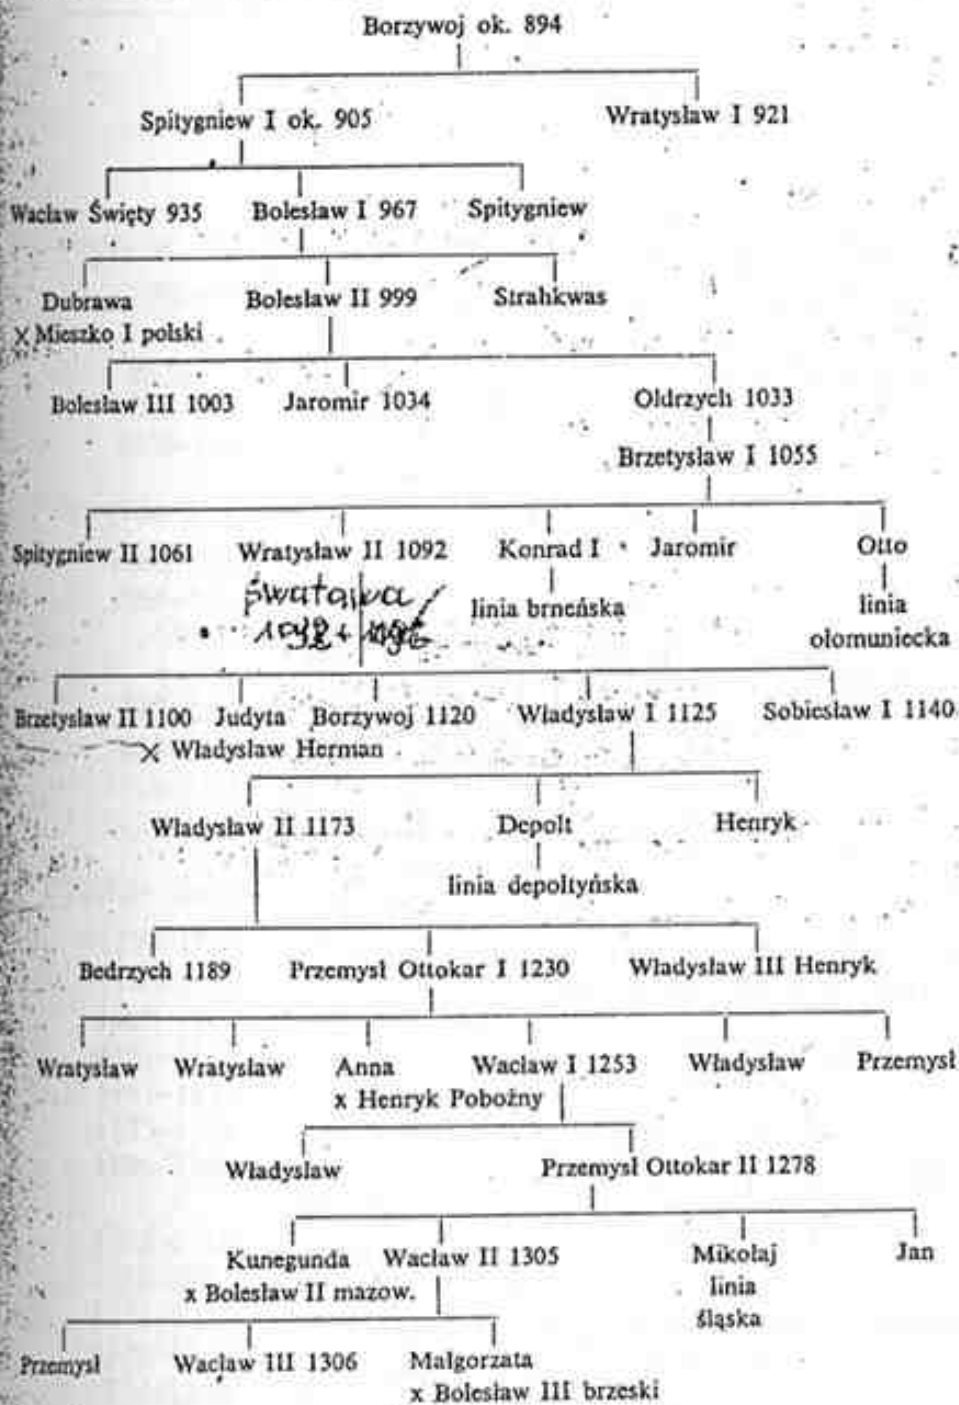 Borzywoj ok. 894
Spitygniew I ok. 905 Wratysław I 921
Wacław Święty 935 Bolesław I 967 Spitygniew
Dubrawa Bolesław II 999 Strahkwas
x Mieszko I polski
Bolesław III 1003 Jaromir 1034 Oldrzych 1033
Brzetysław I 1055
Spitygniew II 1061 Wratysław II 1092 Konrad I Jaromir Otto
linia brneńska linia
ołomuniecka
Brzetysław II 1100 Judyta Borzywoj 1120 Władysław I 1125 Sobiesław I 1140
x Władysław Herman
Władysław II 1173 Depolt Henryk
linia depoltyńska
Bedrzych 1189 Przemysł Ottokar I 1230 Władysław III Henryk
Wratysław Wratysław Anna Wacław I 1253 Władysław Przemysł
x Henryk Pobożny
Władysław Przemysł Ottokar II 1278
Kunegunda Wacław II 1305 Mikołaj Jan
x Bolesław II mazow. linia
śląska
Przemysł Wacław III 1306 Małgorzata
x Bolesław III brzeski